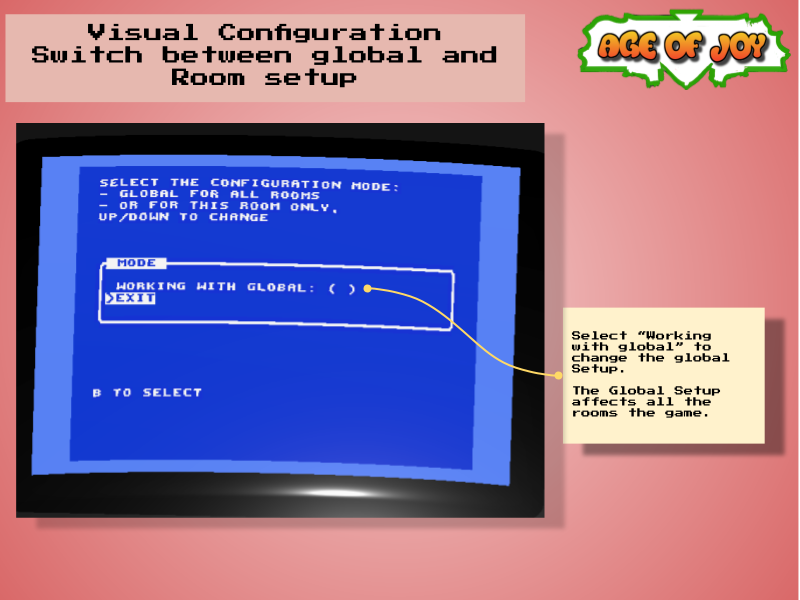 Visual Configuration
Switch between global and
Room setup
AGE OF JOY
SELECT THE CONFIGURATION MODE:
- GLOBAL FOR ALL ROOMS
- OR FOR THIS ROOM ONLY,
UP/DOWN TO CHANGE
MODE
WORKING WITH GLOBAL: ( )
>EXIT
B TO SELECT
Select “Working
with global” to
change the global
Setup.
The Global Setup
affects all the
rooms the game.